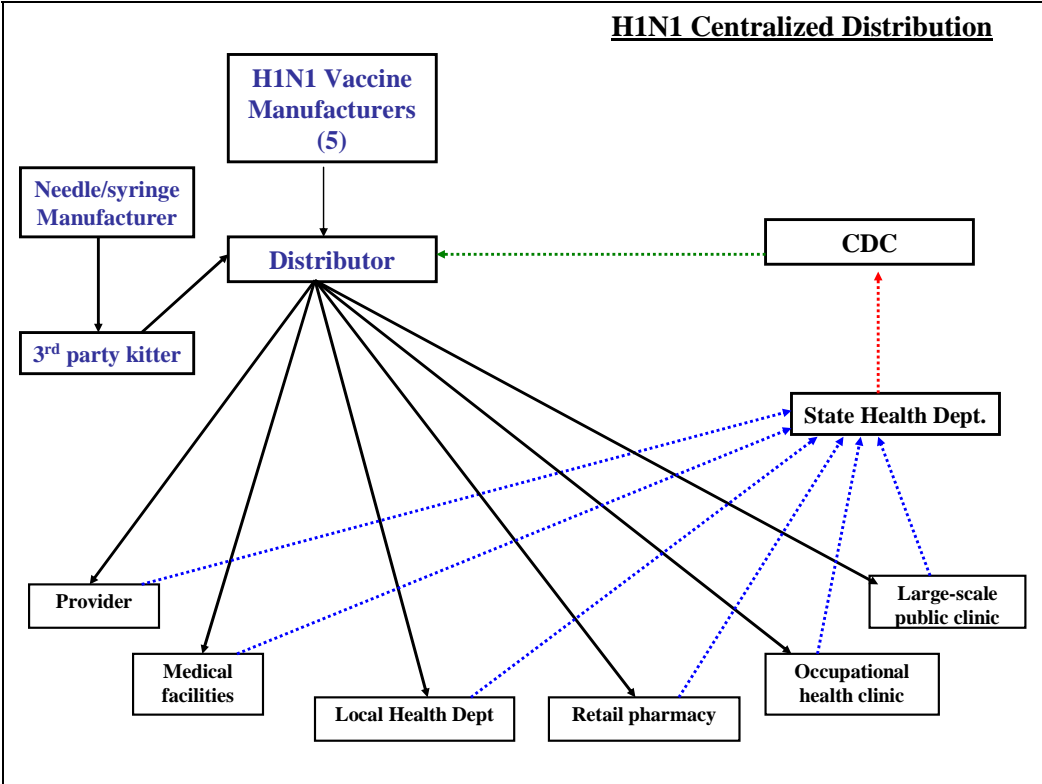 H1N1 Centralized Distribution
H1N1 Vaccine
Manufacturers
(5)
Needle/syringe
Manufacturer
Distributor
CDC
3rd party kitter
State Health Dept.
Provider
Large-scale
public clinic
Medical
facilities
Occupational
health clinic
Local Health Dept
Retail pharmacy